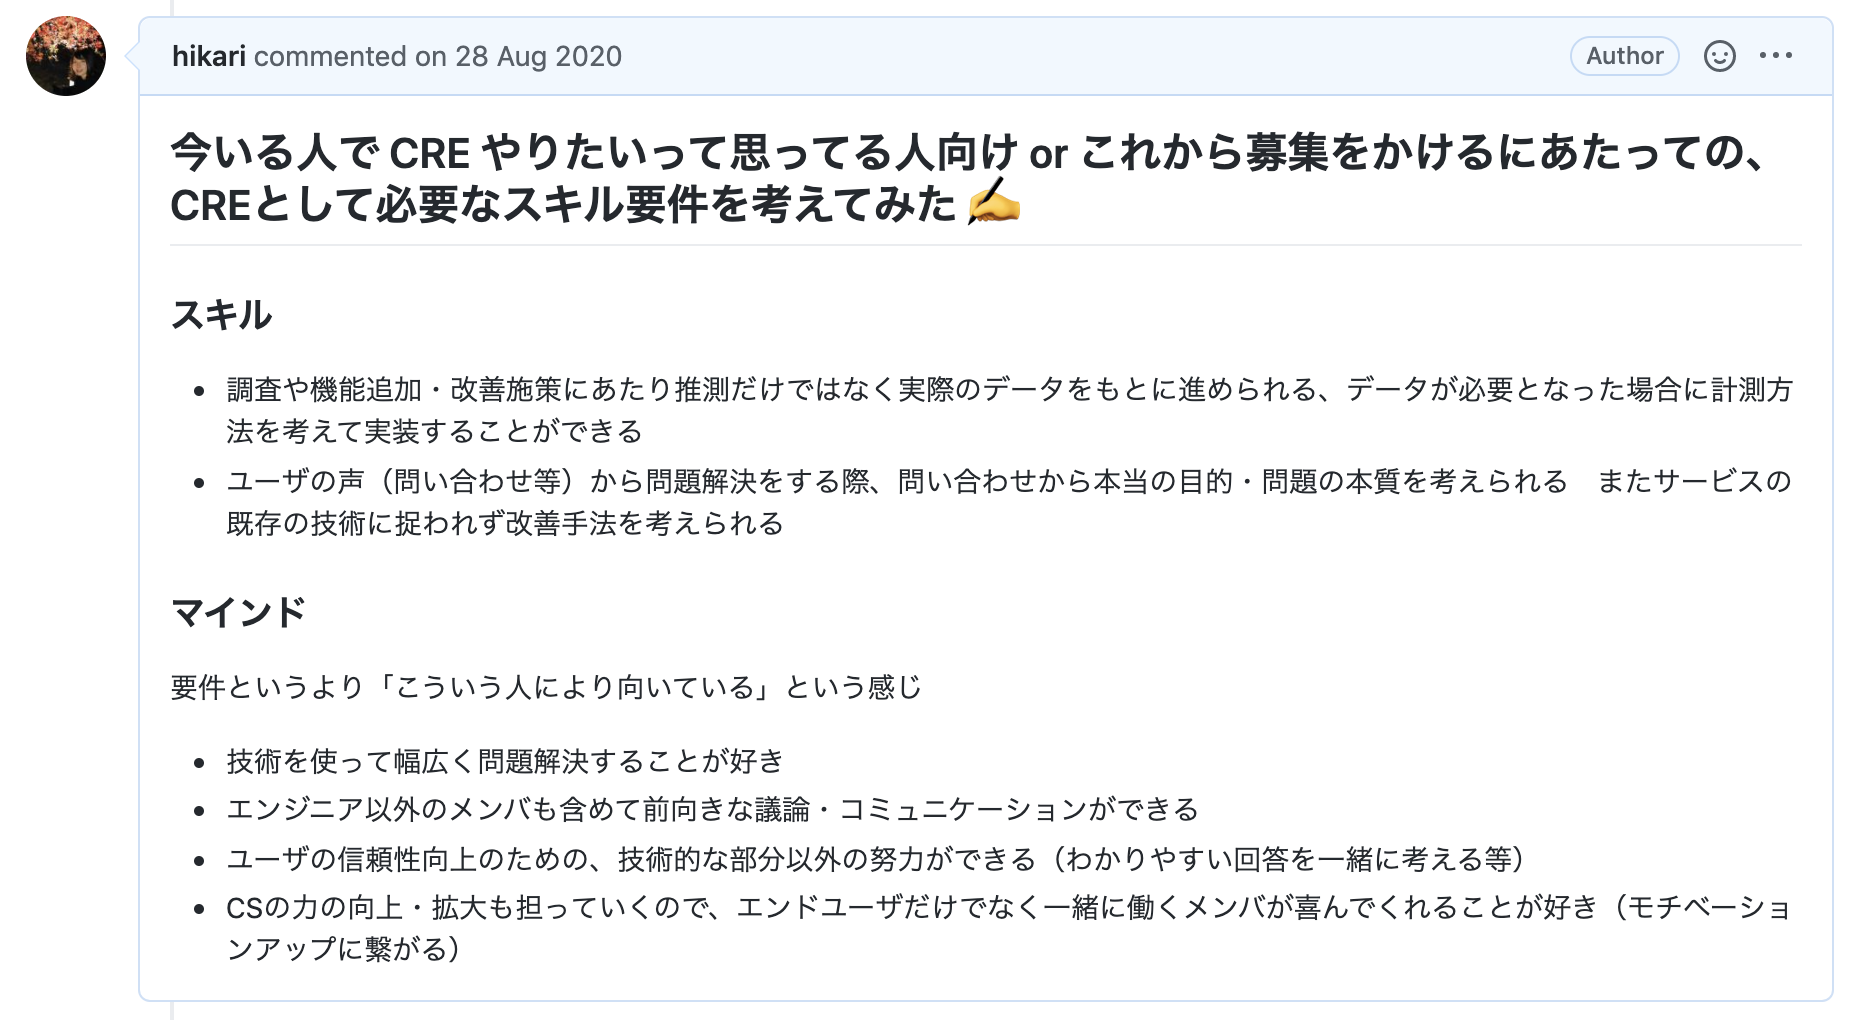 hikari commented on 28 Aug 2020
Author
今いる人で CRE やりたいって思ってる人向け or これから募集をかけるにあたっての、
CREとして必要なスキル要件を考えてみた ✍️
スキル
調査や機能追加・改善施策にあたり推測だけではなく実際のデータをもとに進められる、データが必要となった場合に計測方
法を考えて実装することができる
ユーザの声（問い合わせ等）から問題解決をする際、問い合わせから本当の目的・問題の本質を考えられる　またサービスの
既存の技術に捉われず改善手法を考えられる
マインド
要件というより「こういう人により向いている」という感じ
技術を使って幅広く問題解決することが好き
エンジニア以外のメンバも含めて前向きな議論・コミュニケーションができる
ユーザの信頼性向上のための、技術的な部分以外の努力ができる（わかりやすい回答を一緒に考える等）
CSの力の向上・拡大も担っていくので、エンドユーザだけでなく一緒に働くメンバが喜んでくれることが好き（モチベーショ
ンアップに繋がる）